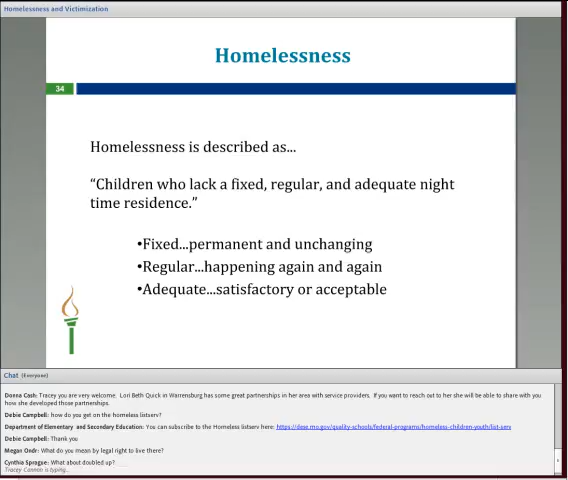 Homelessness and Victimization
Homelessness
34
Homelessness is described as...
“Children who lack a fixed, regular, and adequate night
time residence.”
•Fixed...permanent and unchanging
•Regular...happening again and again
•Adequate...satisfactory or acceptable
Chat (Everyone)
Donna Cash: Tracey you are very welcome. Lori Beth Quick in Warrensburg has some great partnerships in her area with service providers. If you want to reach out to her she will be able to share with you
how she developed those partnerships.
Debie Campbell: how do you get on the homeless listserv?
Department of Elementary and Secondary Education: You can subscribe to the Homeless listserv here: https://dese.mo.gov/quality-schools/federal-programs/homeless-children-youth/list-serv
Debie Campbell: Thank you
Megan Ondr: What do you mean by legal right to live there?
Cynthia Sprague: What about doubled up?
Tracey Cannon is typing...